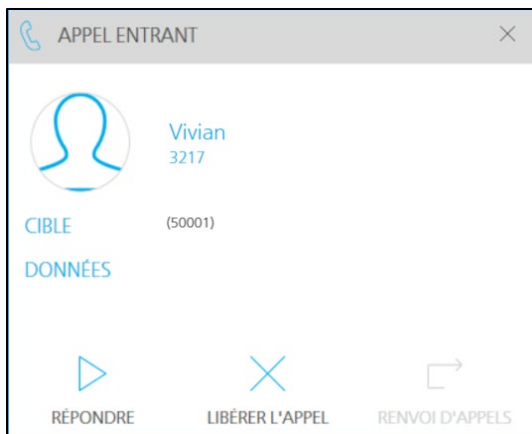 APPEL ENTRANT
Vivian
3217
CIBLE (50001)
DONNÉES
RÉPONDRE LIBÉRER L'APPEL RENVOI D'APPELS